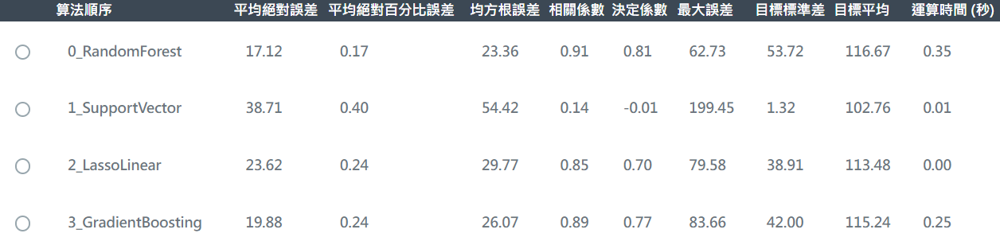 算法順序 平均絕對誤差 平均絕對百分比誤差 均方根誤差 相關係數 決定係數 最大誤差 目標標準差 目標平均 運算時間 (秒)
0_RandomForest 17.12 0.17 23.36 0.91 0.81 62.73 53.72 116.67 0.35
1_SupportVector 38.71 0.40 54.42 0.14 -0.01 199.45 1.32 102.76 0.01
2_LassoLinear 23.62 0.24 29.77 0.85 0.70 79.58 38.91 113.48 0.00
3_GradientBoosting 19.88 0.24 26.07 0.89 0.77 83.66 42.00 115.24 0.25